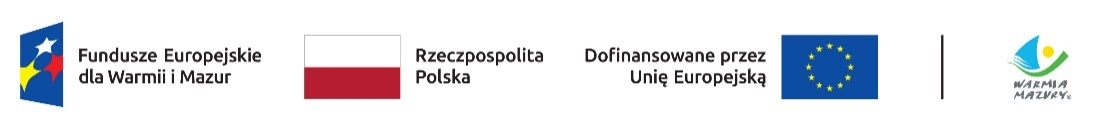 Fundusze Europejskie
dla Warmii i Mazur
Rzeczpospolita
Polska
Dofinansowane przez
Unię Europejską
WARMIA
MAZURY